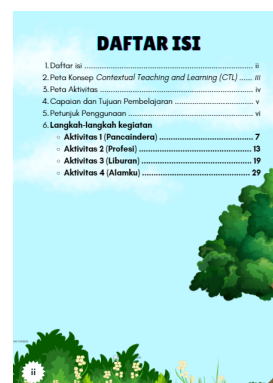 DAFTAR ISI
1. Daftar isi ........................................................................ ii
2. Peta Konsep Contextual Teaching and Learning (CTL) ...... iii
3. Peta Aktivitas ................................................................ iv
4. Capaian dan Tujuan Pembelajaran ................................ v
5. Petunjuk Penggunaan .................................................... vi
6. Langkah-langkah kegiatan
○ Aktivitas 1 (Pancaindera) ........................................ 7
○ Aktivitas 2 (Profesi) ................................................ 13
○ Aktivitas 3 (Liburan) ............................................... 19
○ Aktivitas 4 (Alamku) ............................................... 29
ii